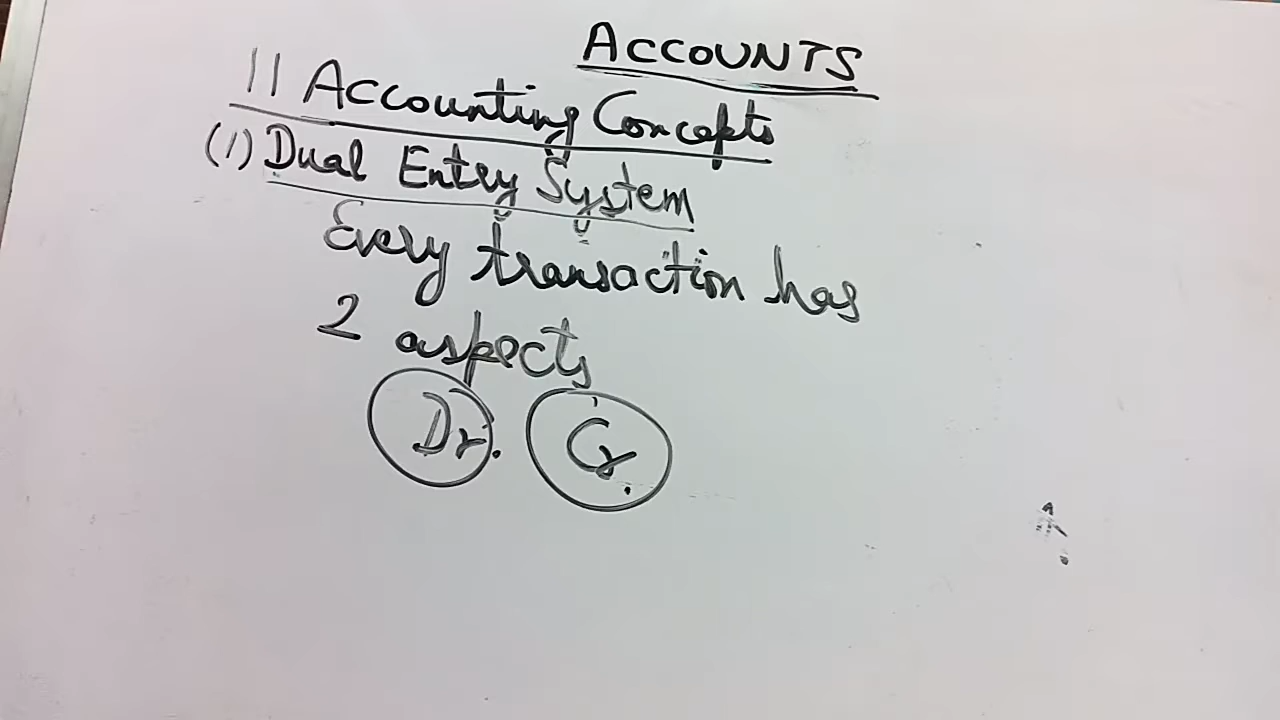 ACCOUNTS
11 Accounting Concepts
(1) Dual Entry System
Every transaction has
2 aspects
Dr. Cr.